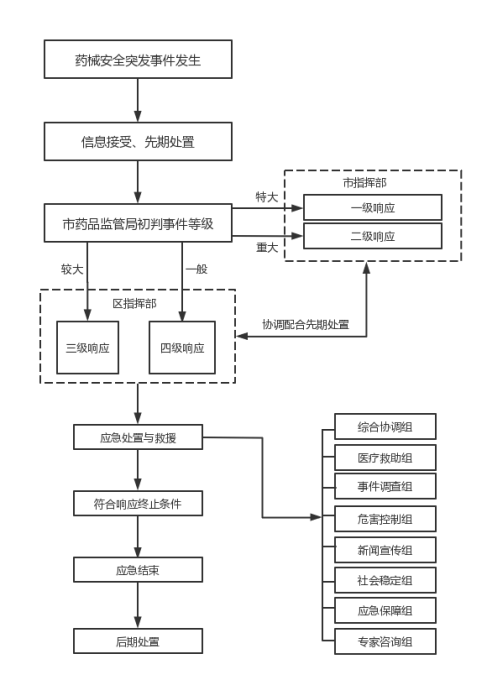 药械安全突发事件发生
信息接受、先期处置
市药品监管局初判事件等级
特大
重大
市指挥部
一级响应
二级响应
较大
一般
区指挥部
三级响应
四级响应
协调配合先期处置
应急处置与救援
符合响应终止条件
应急结束
后期处置
综合协调组
医疗救助组
事件调查组
危害控制组
新闻宣传组
社会稳定组
应急保障组
专家咨询组